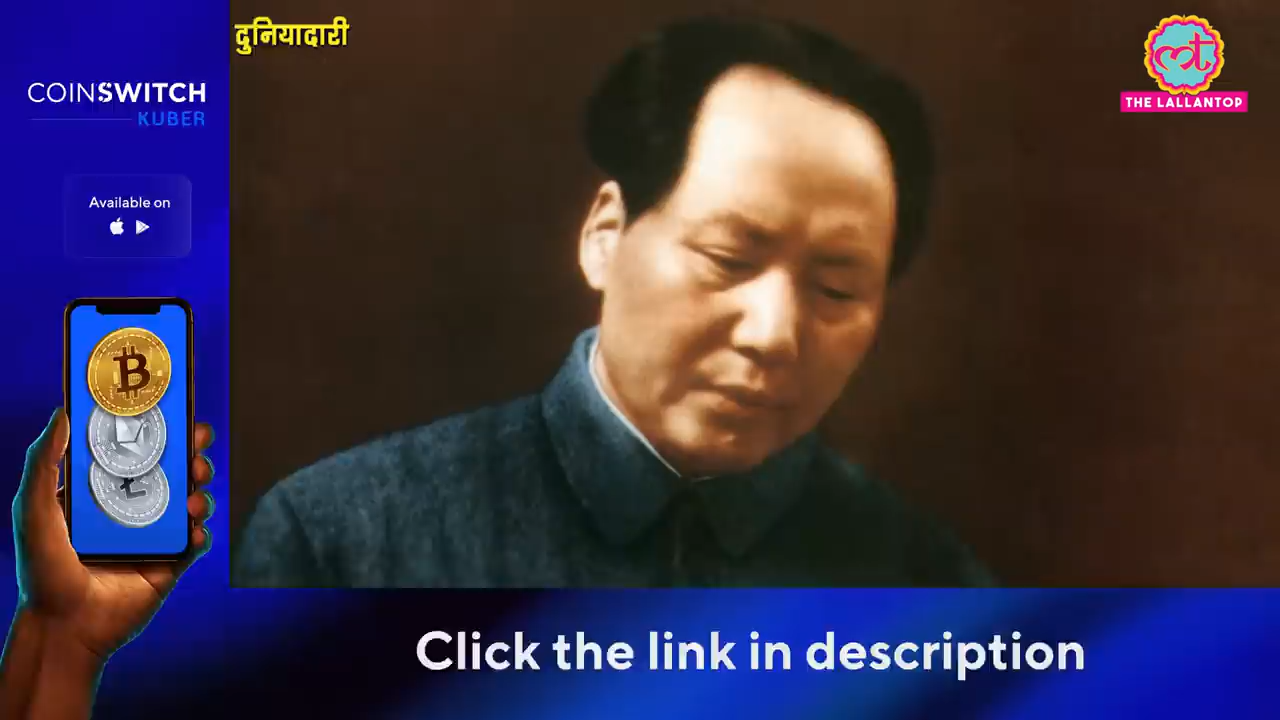 दुनियादारी
THE LALLANTOP
COINSWITCH
KUBER
Available on
Click the link in description